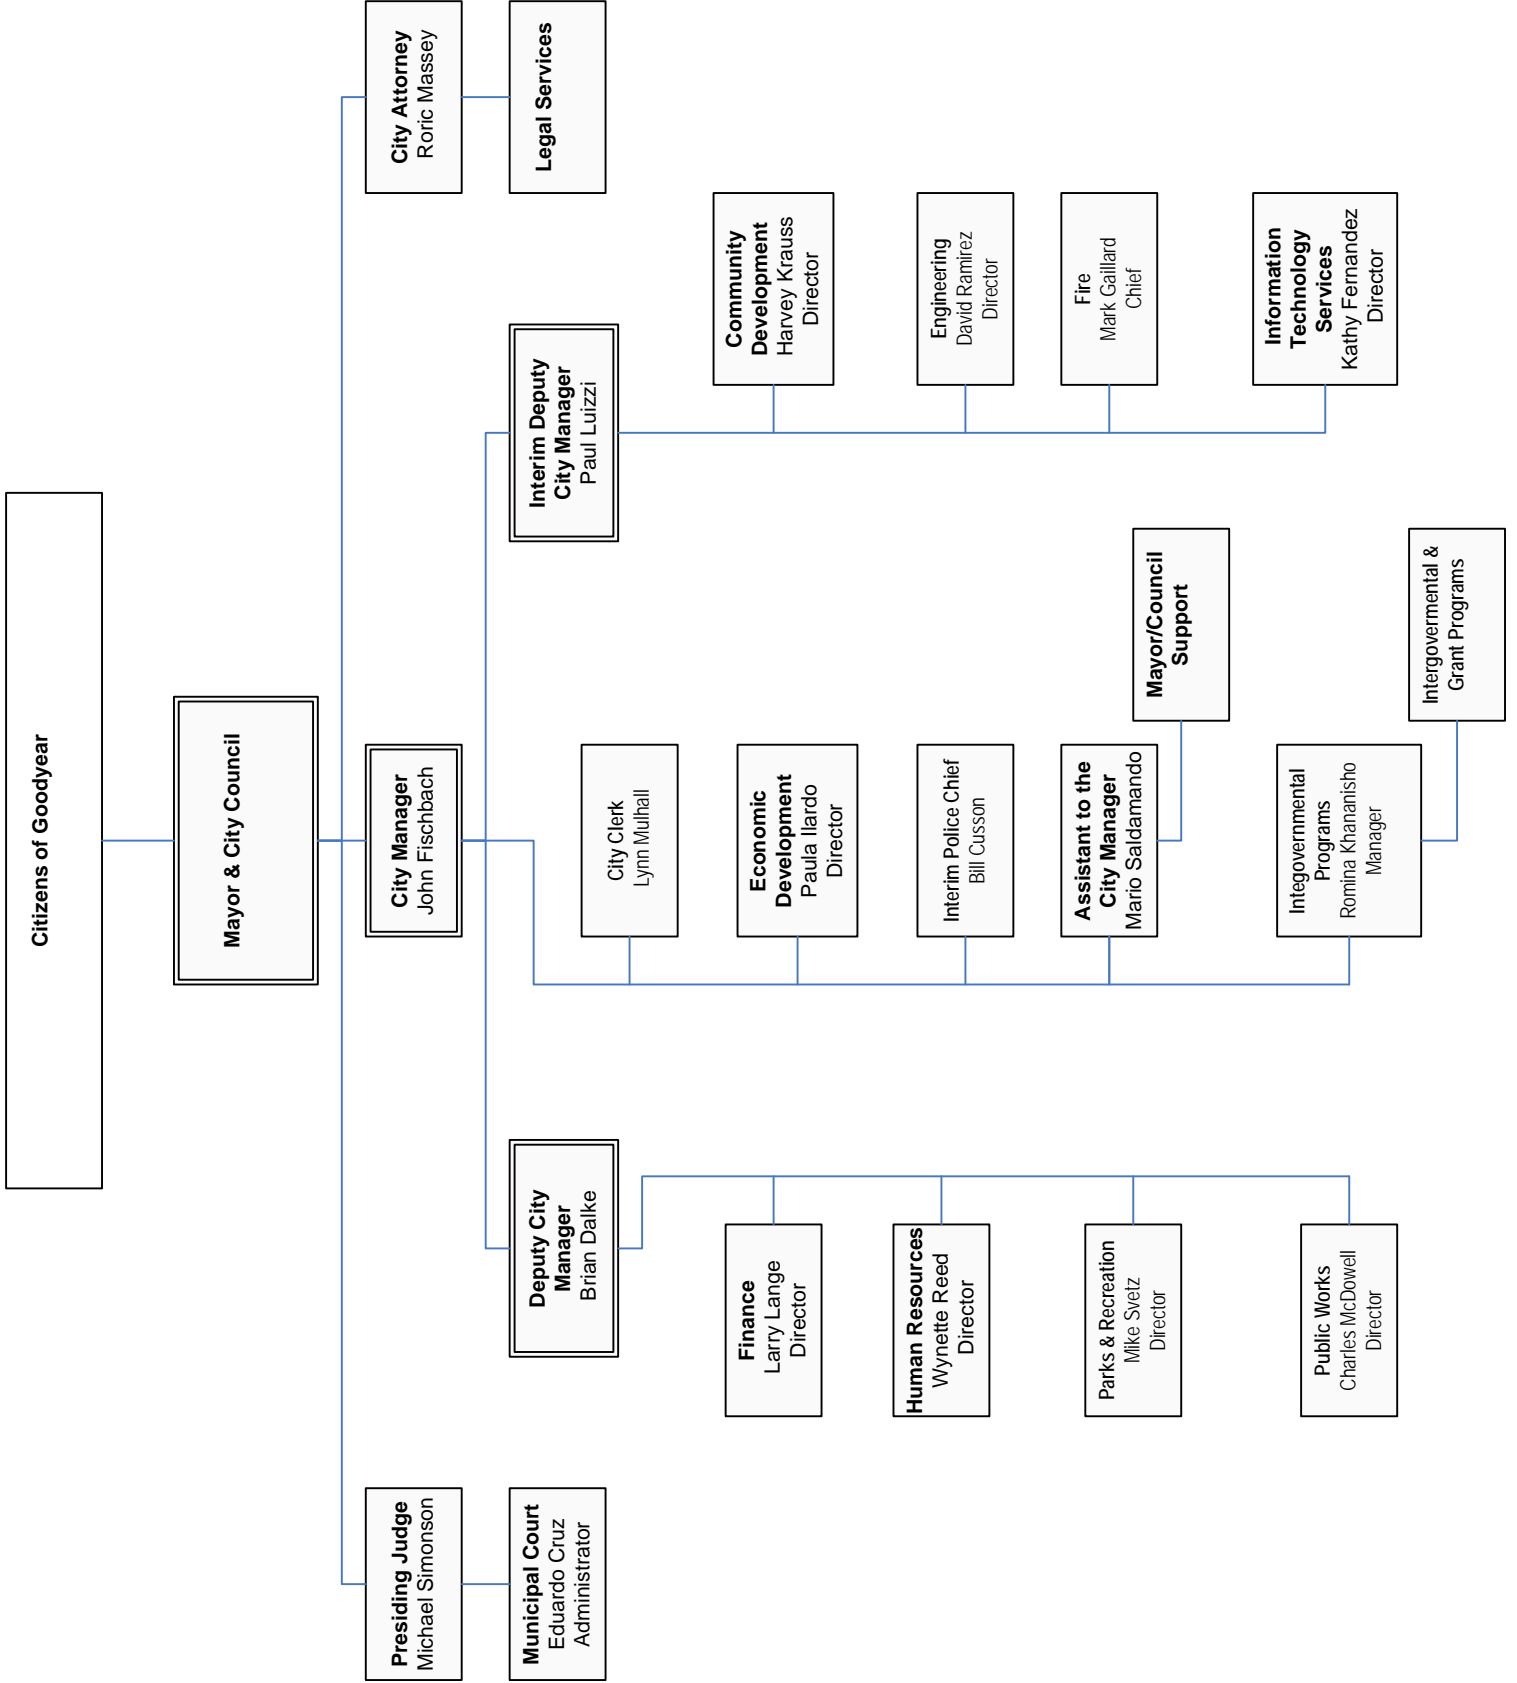 Citizens of Goodyear
Mayor & City Council
Presiding Judge
Michael Simonson
City Manager
John Fischbach
City Attorney
Roric Massey
Municipal Court
Eduardo Cruz
Administrator
Deputy City
Manager
Brian Dalke
Interim Deputy
City Manager
Paul Luizzi
Legal Services
Finance
Larry Lange
Director
Human Resources
Wynette Reed
Director
Parks & Recreation
Mike Svetz
Director
Public Works
Charles McDowell
Director
City Clerk
Lynn Mulhall
Economic
Development
Paula Ilardo
Director
Interim Police Chief
Bill Cusson
Assistant to the
City Manager
Mario Saldamando
Mayor/Council
Support
Integovernmental
Programs
Romina Khananisho
Manager
Intergovermental &
Grant Programs
Community
Development
Harvey Krauss
Director
Engineering
David Ramirez
Director
Fire
Mark Gaillard
Chief
Information
Technology
Services
Kathy Fernandez
Director